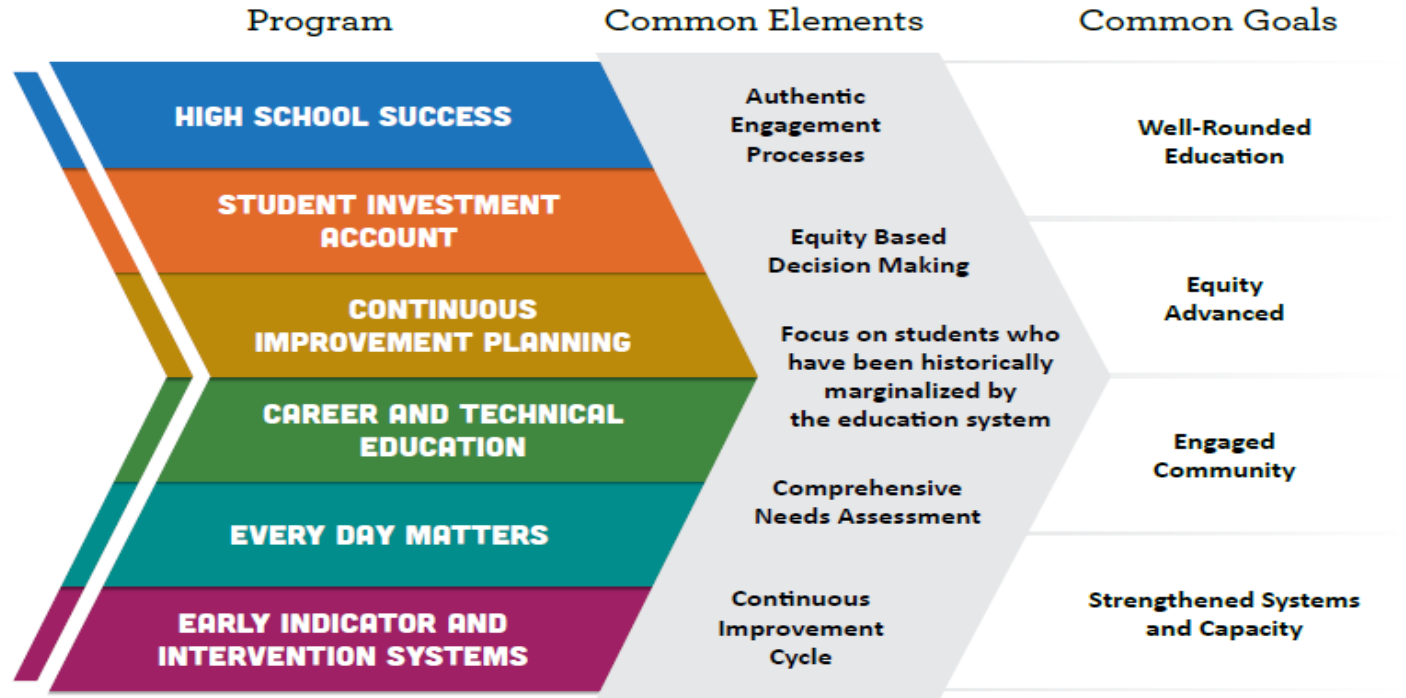 Program
Common Elements
Common Goals
HIGH SCHOOL SUCCESS
STUDENT INVESTMENT
ACCOUNT
CONTINUOUS
IMPROVEMENT PLANNING
CAREER AND TECHNICAL
EDUCATION
EVERY DAY MATTERS
EARLY INDICATOR AND
INTERVENTION SYSTEMS
Authentic
Engagement
Processes
Equity Based
Decision Making
Focus on students who
have been historically
marginalized by
the education system
Comprehensive
Needs Assessment
Continuous
Improvement
Cycle
Well-Rounded
Education
Equity
Advanced
Engaged
Community
Strengthened Systems
and Capacity